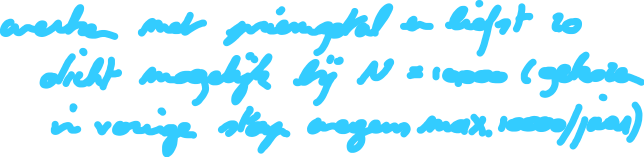 werken met priemgetal en liefst zo
dicht mogelijk bij N = 10000 (gekozen
in vorige stap wegens max. 10000/jaar)